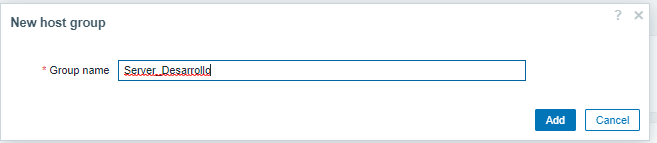 New host group
? ×
* Group name Server_Desarrollo
Add Cancel